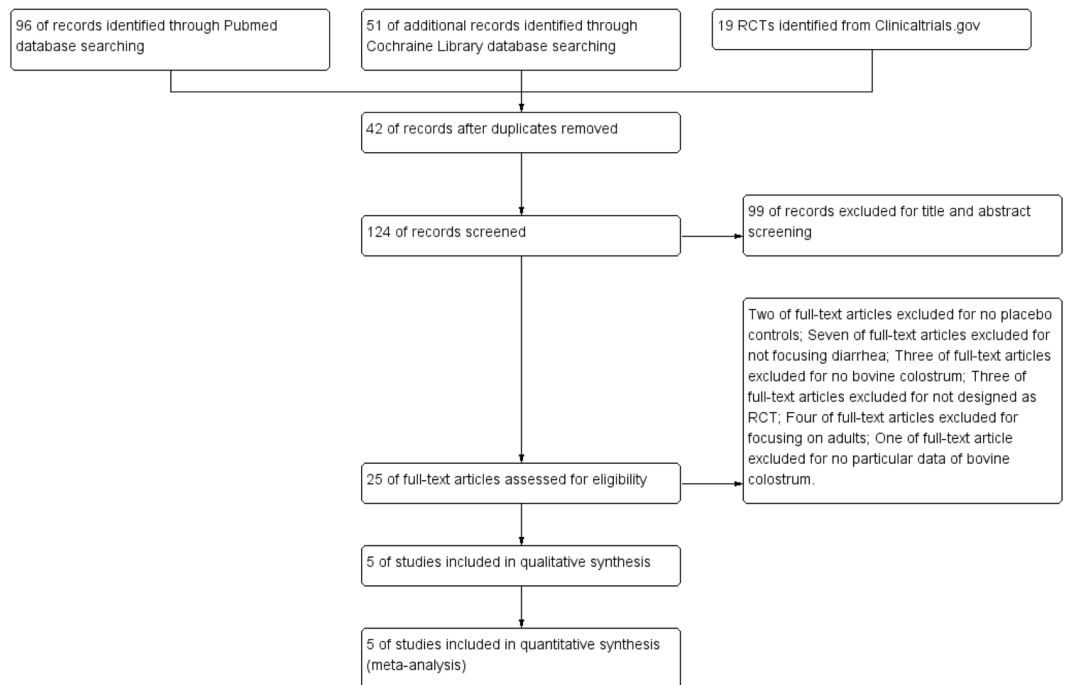 96 of records identified through Pubmed
database searching
51 of additional records identified through
Cochraine Library database searching
19 RCTs identified from Clinicaltrials.gov
42 of records after duplicates removed
124 of records screened
99 of records excluded for title and abstract
screening
Two of full-text articles excluded for no placebo
controls; Seven of full-text articles excluded for
not focusing diarrhea; Three of full-text articles
excluded for no bovine colostrum; Three of
full-text articles excluded for not designed as
RCT; Four of full-text articles excluded for
focusing on adults; One of full-text article
excluded for no particular data of bovine
colostrum.
25 of full-text articles assessed for eligibility
5 of studies included in qualitative synthesis
5 of studies included in quantitative synthesis
(meta-analysis)